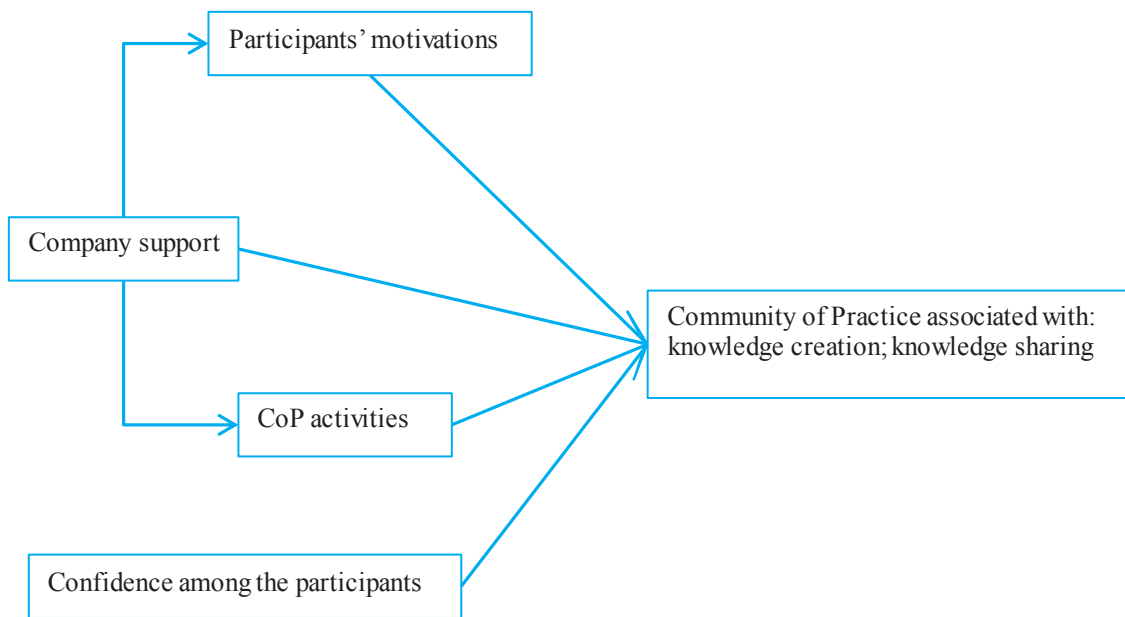 Participants’ motivations
Company support
Community of Practice associated with:
knowledge creation; knowledge sharing
CoP activities
Confidence among the participants